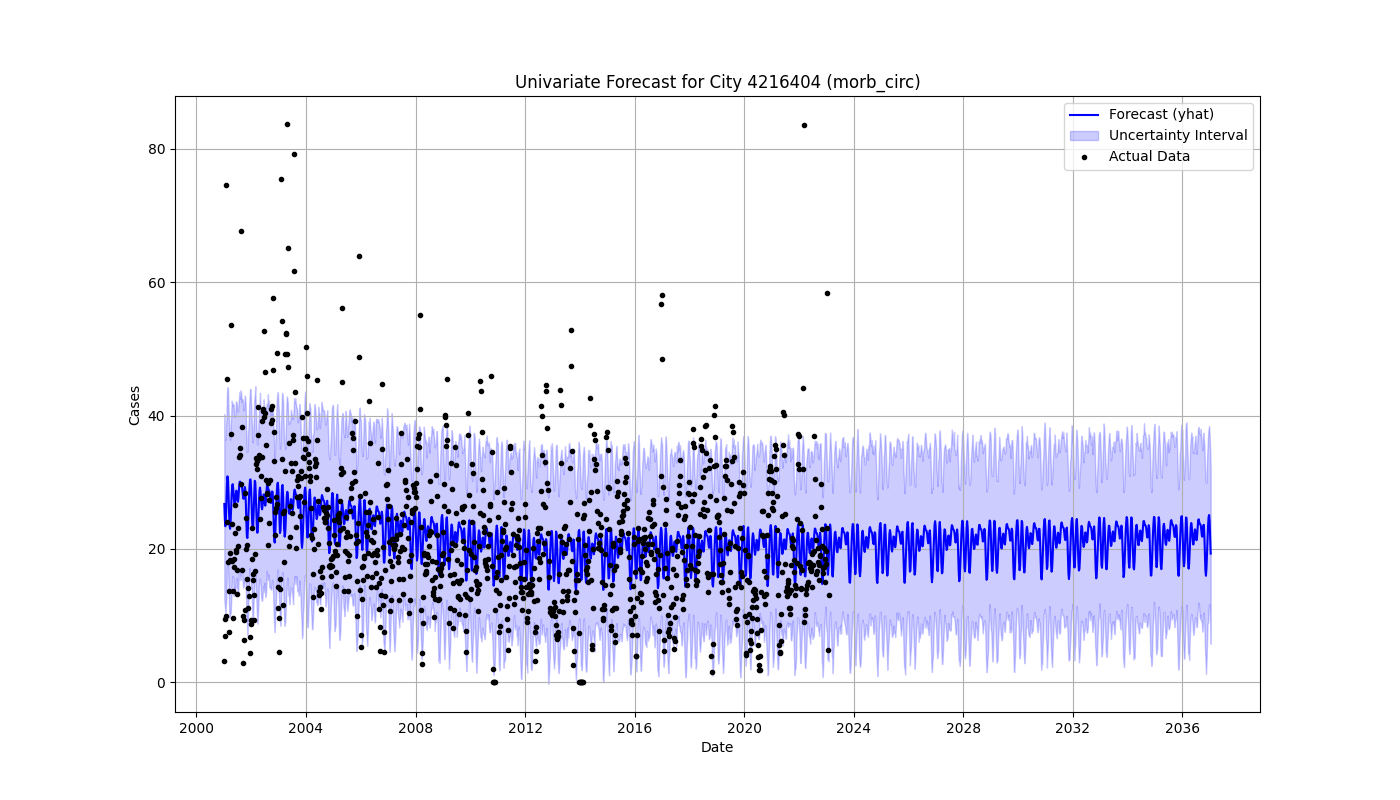 Univariate Forecast for City 4216404 (morb_circ)
Forecast (yhat)
Uncertainty Interval
Actual Data
Cases
80
60
40
20
0
2000 2004 2008 2012 2016 2020 2024 2028 2032 2036
Date